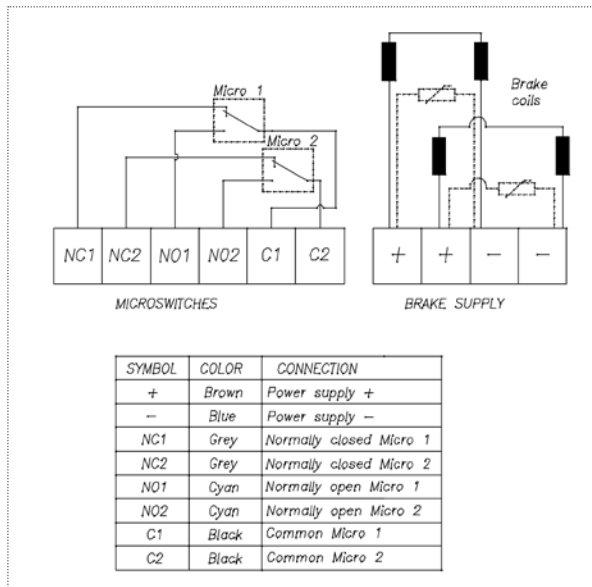 Micro 1
Brake
coils
Micro 2
NC1 NC2 NO1 NO2 C1 C2
+ + − −
MICROSWITCHES
BRAKE SUPPLY
SYMBOL COLOR CONNECTION
+ Brown Power supply +
− Blue Power supply −
NC1 Grey Normally closed Micro 1
NC2 Grey Normally closed Micro 2
NO1 Cyan Normally open Micro 1
NO2 Cyan Normally open Micro 2
C1 Black Common Micro 1
C2 Black Common Micro 2